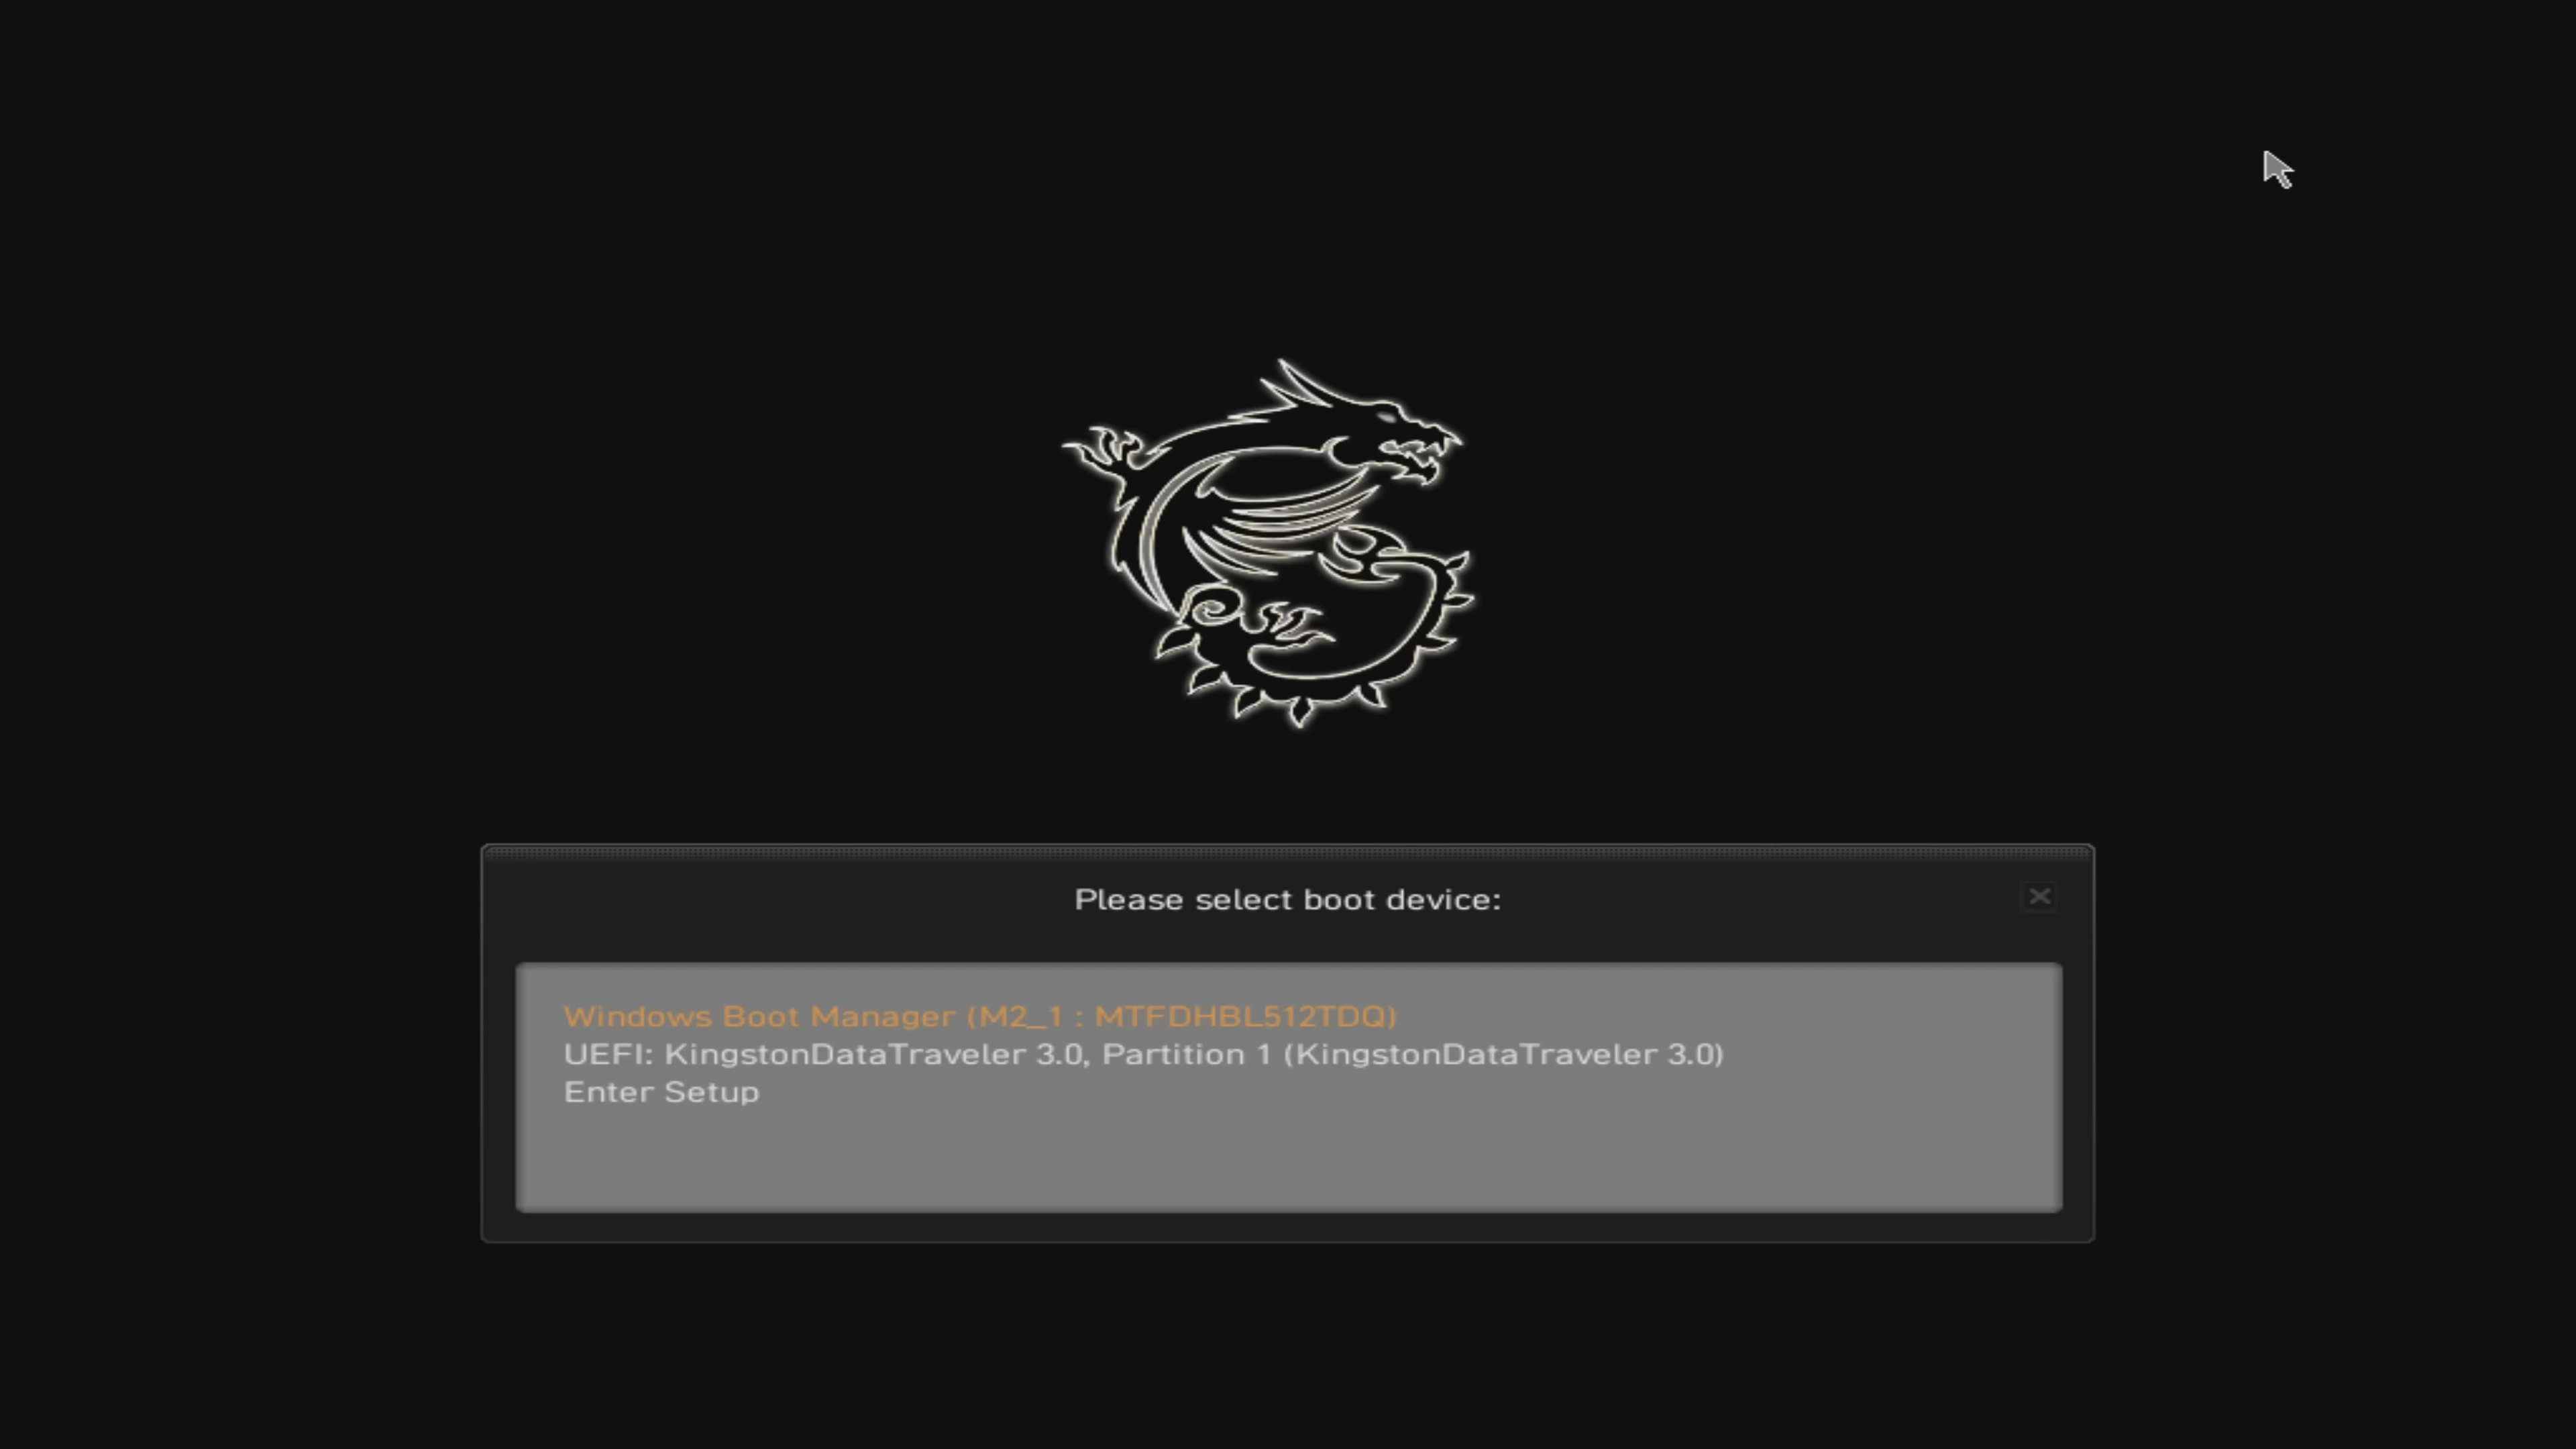 Please select boot device:
Windows Boot Manager (M2_1 : MTFDHBL512TDQ)
UEFI: KingstonDataTraveler 3.0, Partition 1 (KingstonDataTraveler 3.0)
Enter Setup